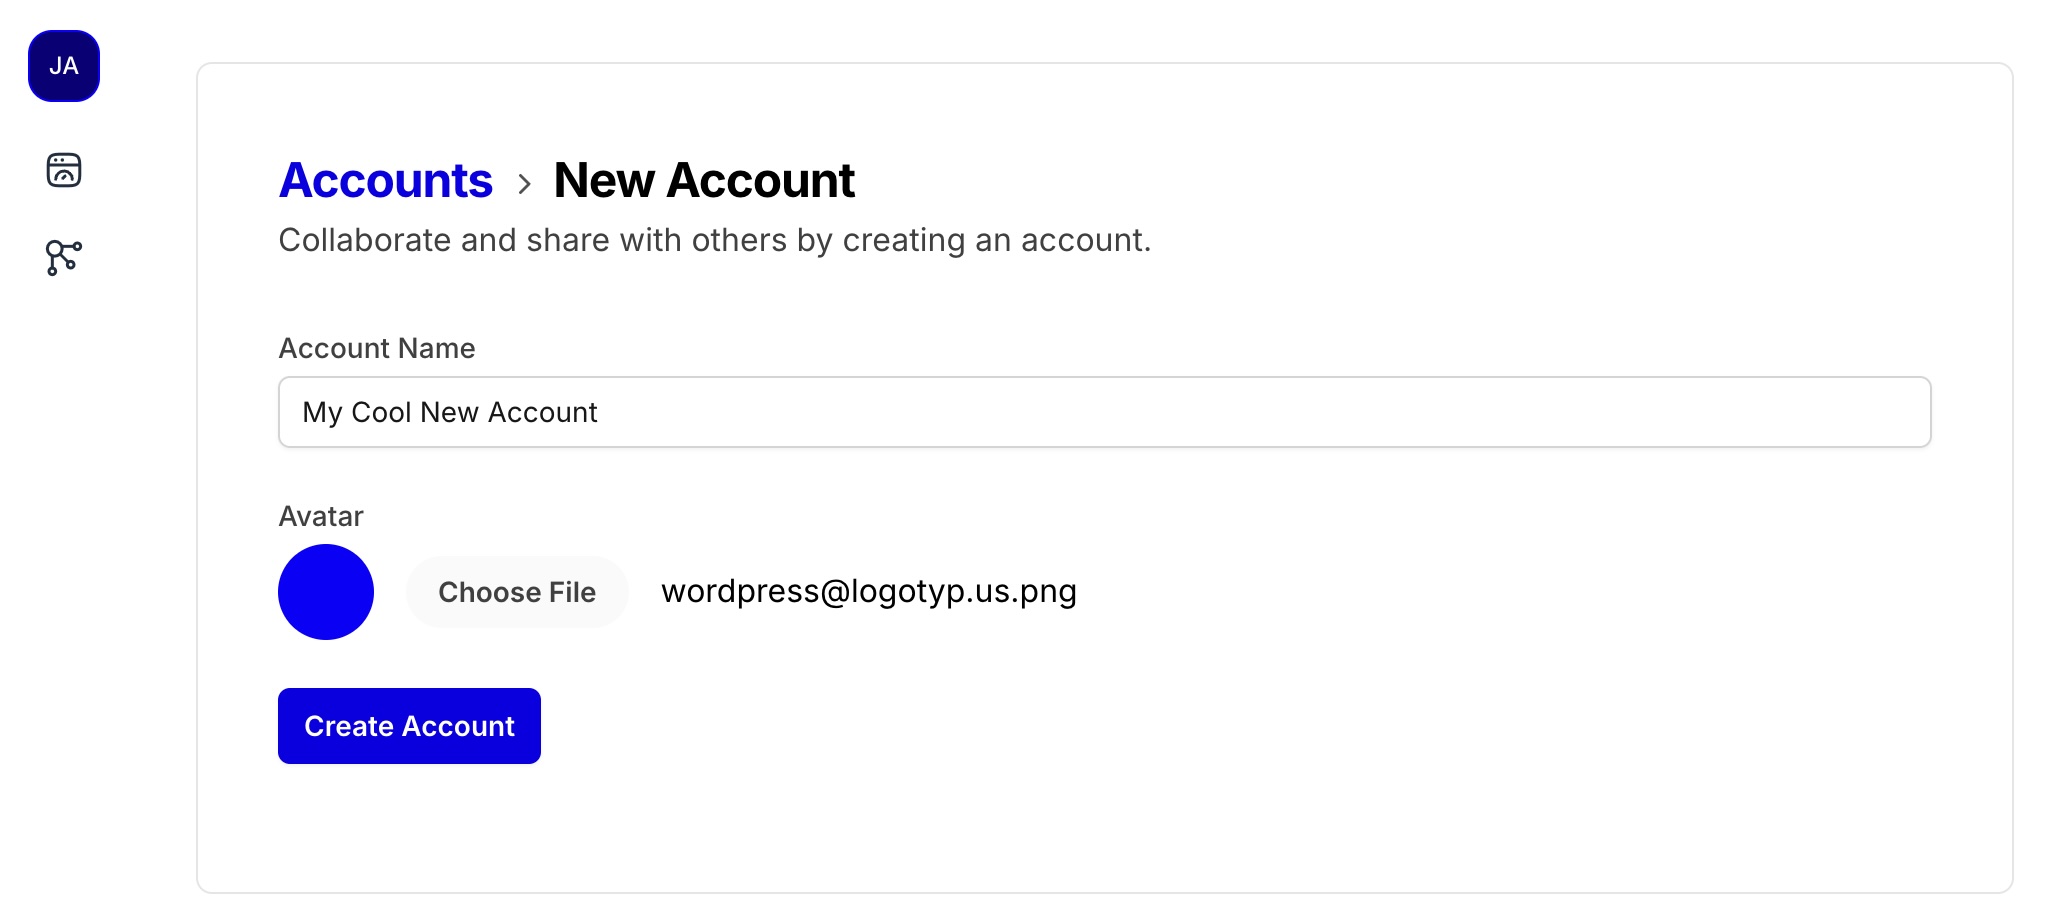 JA
Accounts > New Account
Collaborate and share with others by creating an account.
Account Name
My Cool New Account
Avatar
Choose File wordpress@logotyp.us.png
Create Account